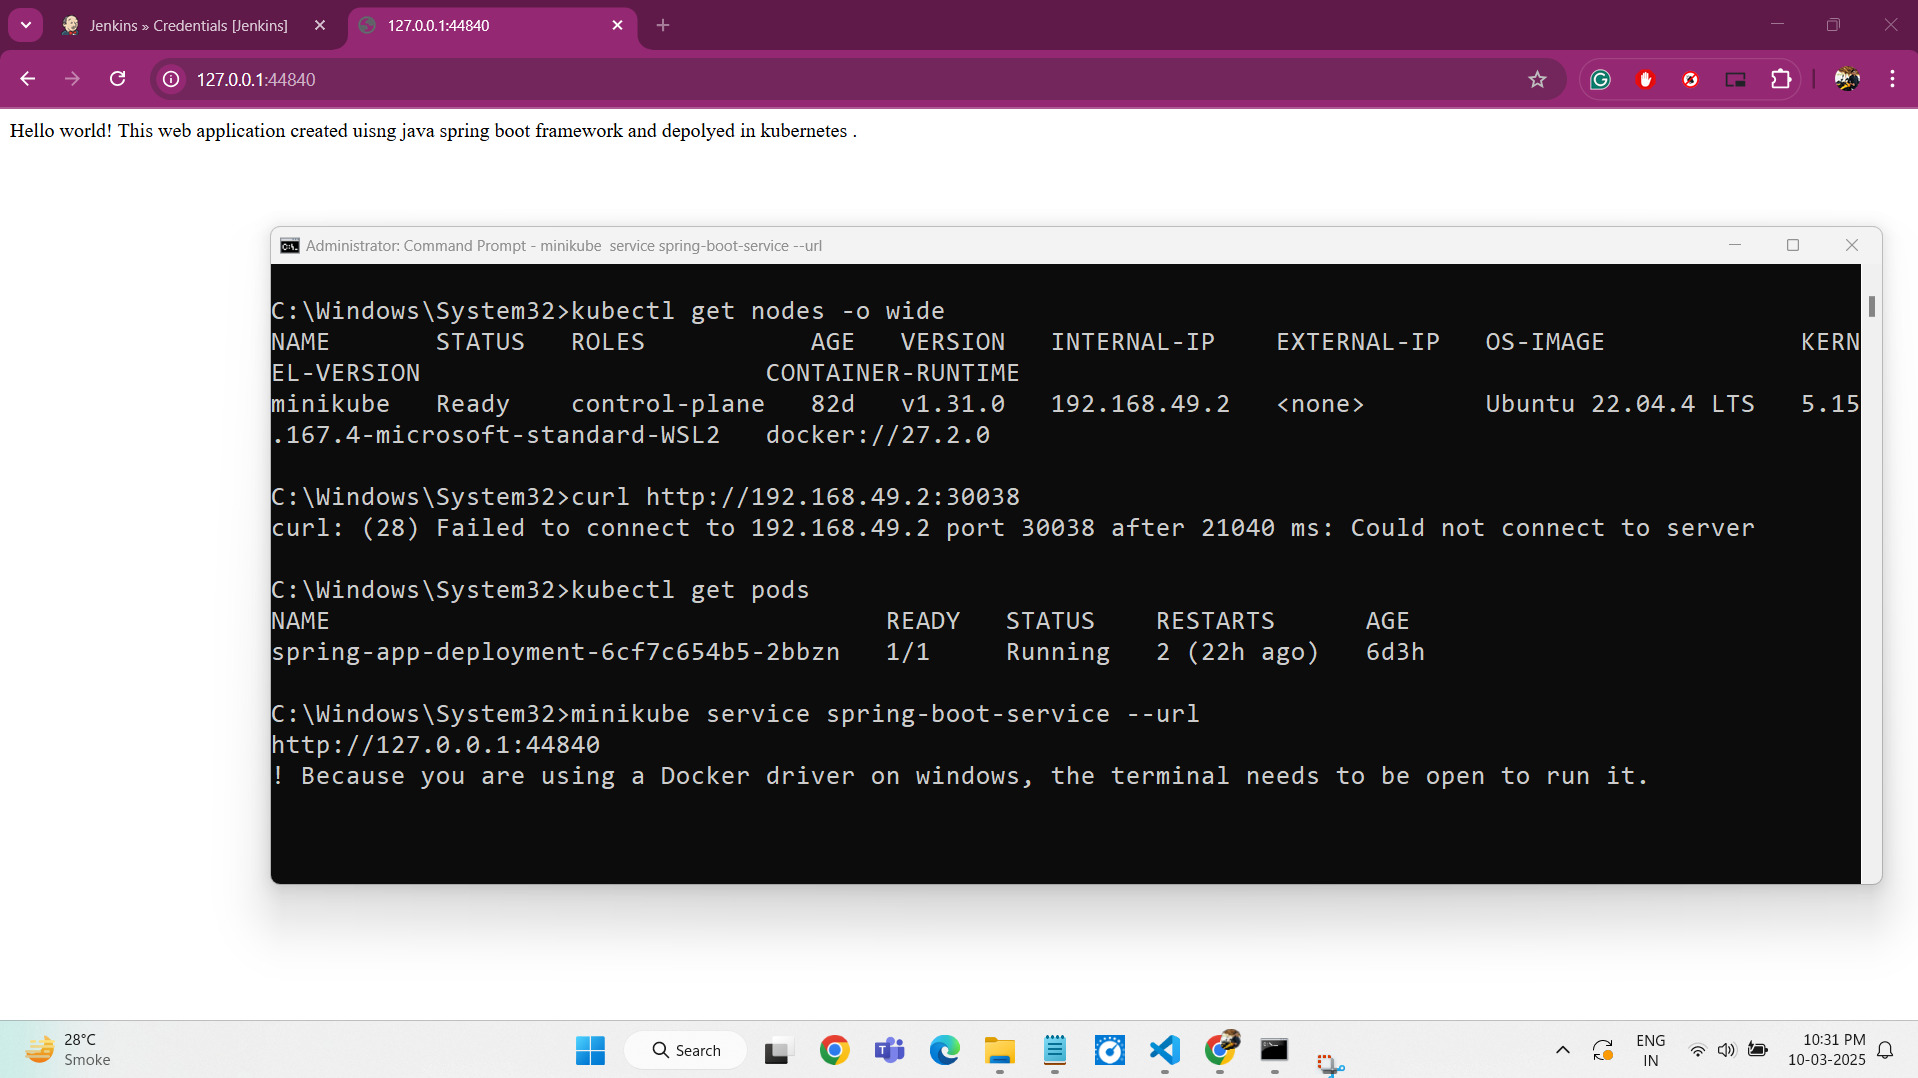 Jenkins » Credentials [Jenkins]
127.0.0.1:44840
127.0.0.1:44840
Hello world! This web application created uisng java spring boot framework and depolyed in kubernetes .
Administrator: Command Prompt - minikube  service spring-boot-service --url
C:\Windows\System32>kubectl get nodes -o wide
NAME       STATUS   ROLES           AGE   VERSION   INTERNAL-IP    EXTERNAL-IP   OS-IMAGE             KERN
EL-VERSION                       CONTAINER-RUNTIME
minikube   Ready    control-plane   82d   v1.31.0   192.168.49.2   <none>        Ubuntu 22.04.4 LTS   5.15
.167.4-microsoft-standard-WSL2   docker://27.2.0
C:\Windows\System32>curl http://192.168.49.2:30038
curl: (28) Failed to connect to 192.168.49.2 port 30038 after 21040 ms: Could not connect to server
C:\Windows\System32>kubectl get pods
NAME                                     READY   STATUS    RESTARTS      AGE
spring-app-deployment-6cf7c654b5-2bbzn   1/1     Running   2 (22h ago)   6d3h
C:\Windows\System32>minikube service spring-boot-service --url
http://127.0.0.1:44840
! Because you are using a Docker driver on windows, the terminal needs to be open to run it.
28°C
Smoke
Search
ENG
IN
10:31 PM
10-03-2025